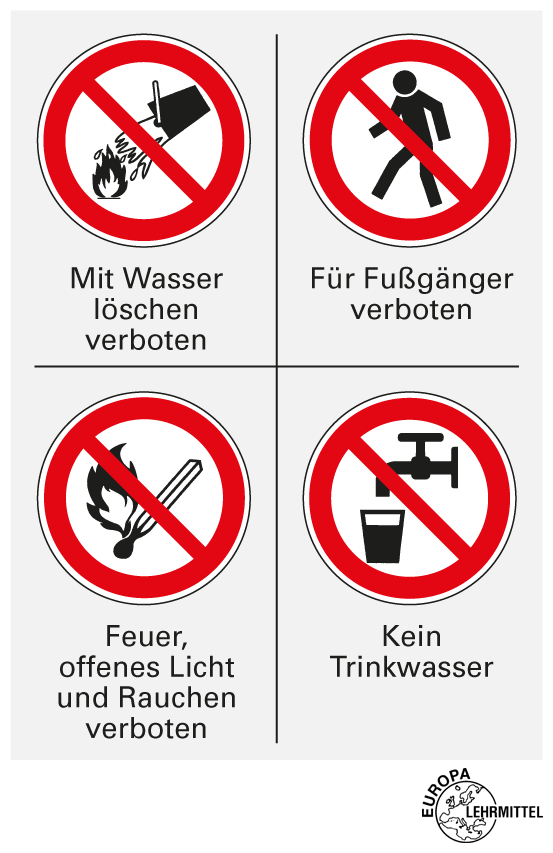 Mit Wasser
löschen
verboten
Für Fußgänger
verboten
Feuer,
offenes Licht
und Rauchen
verboten
Kein
Trinkwasser
EUROPA
LEHRMITTEL